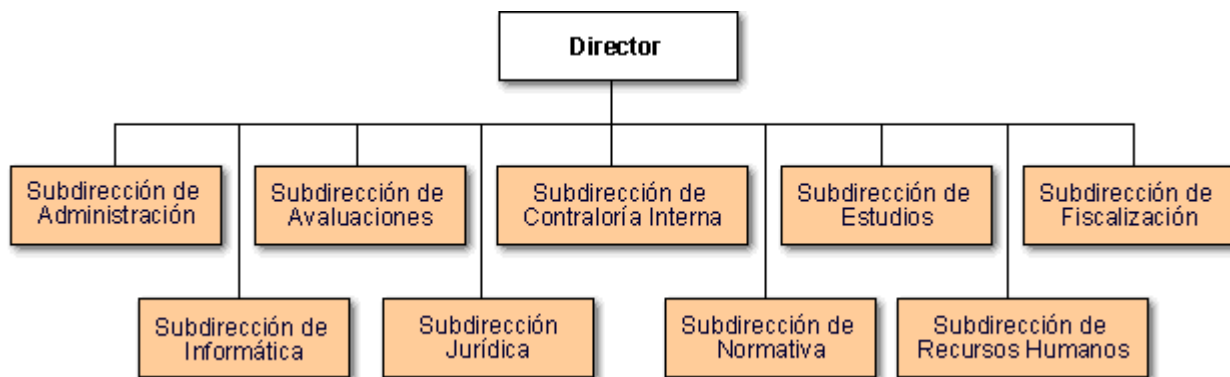 Director
Subdirección de
Administración
Subdirección de
Avaluaciones
Subdirección de
Contraloría Interna
Subdirección de
Estudios
Subdirección de
Fiscalización
Subdirección de
Informática
Subdirección
Jurídica
Subdirección de
Normativa
Subdirección de
Recursos Humanos